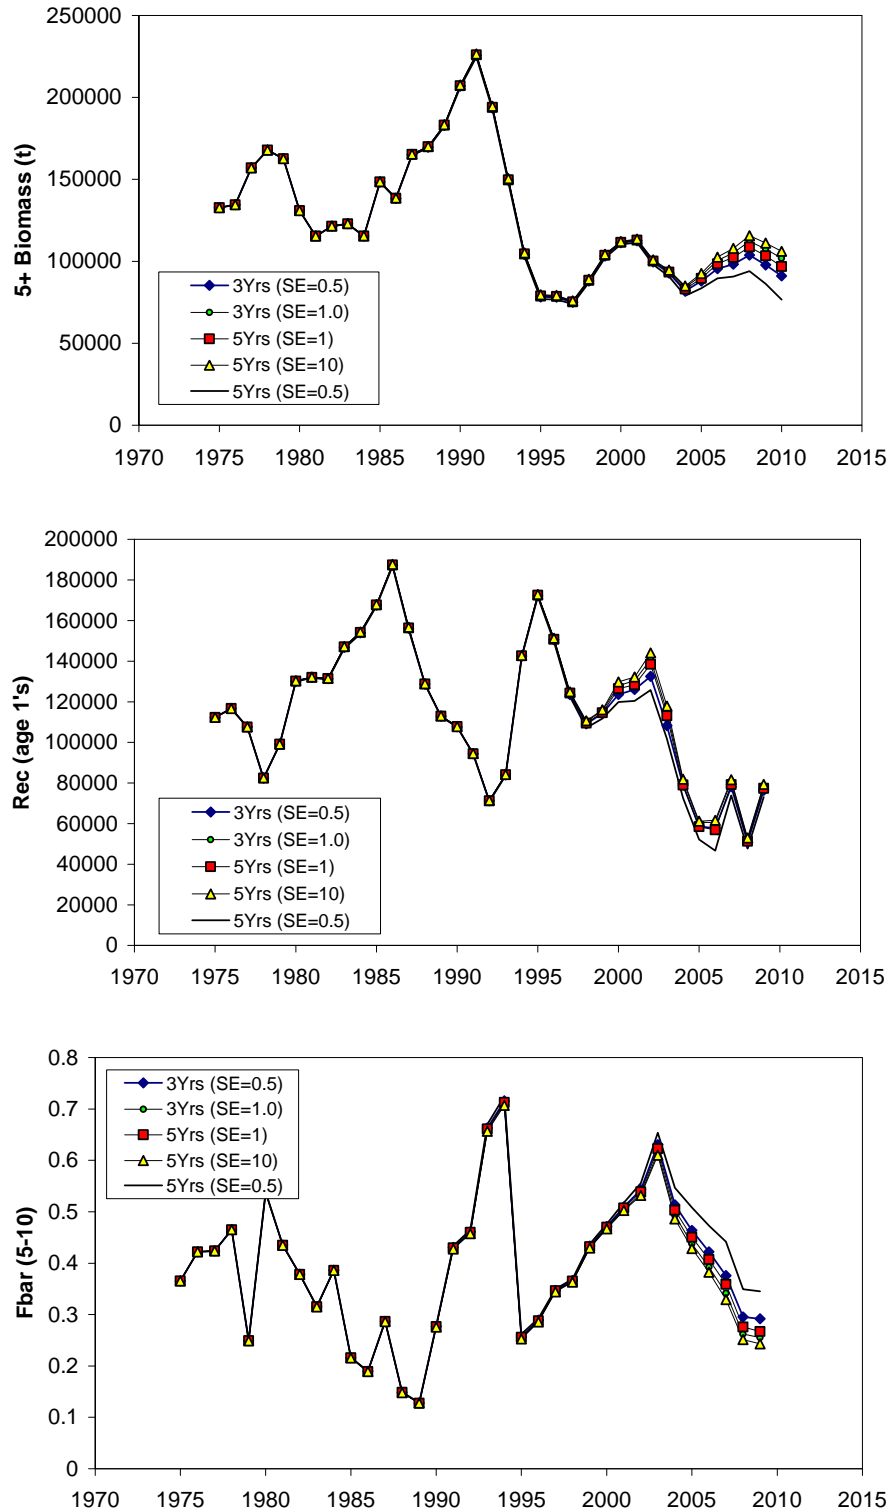 250000
200000
150000
100000
50000
0
5+ Biomass (t)
3Yrs (SE=0.5)
3Yrs (SE=1.0)
5Yrs (SE=1)
5Yrs (SE=10)
5Yrs (SE=0.5)
1970 1975 1980 1985 1990 1995 2000 2005 2010 2015
200000
180000
160000
140000
120000
100000
80000
60000
40000
20000
0
Rec (age 1's)
3Yrs (SE=0.5)
3Yrs (SE=1.0)
5Yrs (SE=1)
5Yrs (SE=10)
5Yrs (SE=0.5)
1970 1975 1980 1985 1990 1995 2000 2005 2010 2015
0.8
0.7
0.6
0.5
0.4
0.3
0.2
0.1
0
Fbar (5-10)
3Yrs (SE=0.5)
3Yrs (SE=1.0)
5Yrs (SE=1)
5Yrs (SE=10)
5Yrs (SE=0.5)
1970 1975 1980 1985 1990 1995 2000 2005 2010 2015